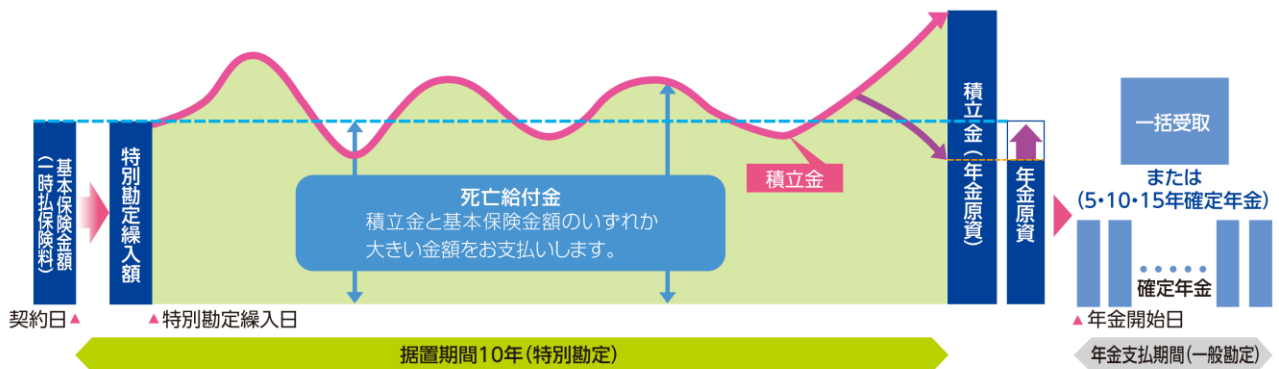 基本保険金額
(一時払保険料)
特別勘定繰入額
死亡給付金
積立金と基本保険金額のいずれか
大きい金額をお支払いします。
積立金
積立金(年金原資)
年金原資
一括受取
または
(5・10・15年確定年金)
確定年金
契約日▲
▲特別勘定繰入日
▲年金開始日
据置期間10年(特別勘定)
年金支払期間(一般勘定)